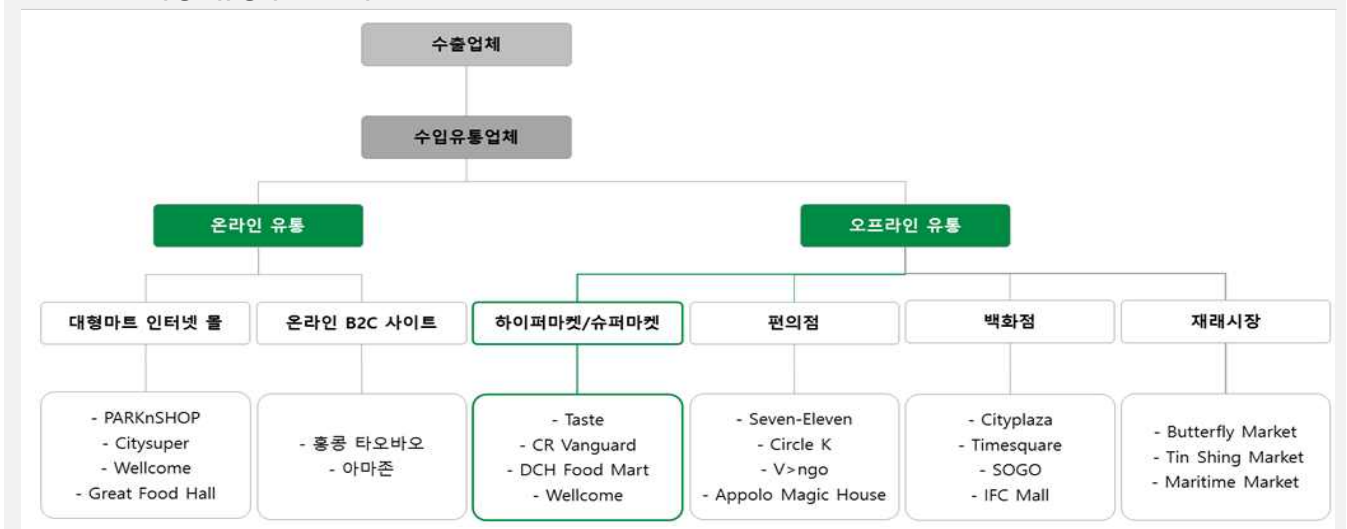 수출업체
수입유통업체
온라인 유통
오프라인 유통
대형마트 인터넷 몰
온라인 B2C 사이트
하이퍼마켓/슈퍼마켓
편의점
백화점
재래시장
- PARKnSHOP
- Citysuper
- Wellcome
- Great Food Hall
- 홍콩 타오바오
- 아마존
- Taste
- CR Vanguard
- DCH Food Mart
- Wellcome
- Seven-Eleven
- Circle K
- V>ngo
- Appolo Magic House
- Cityplaza
- Timesquare
- SOGO
- IFC Mall
- Butterfly Market
- Tin Shing Market
- Maritime Market